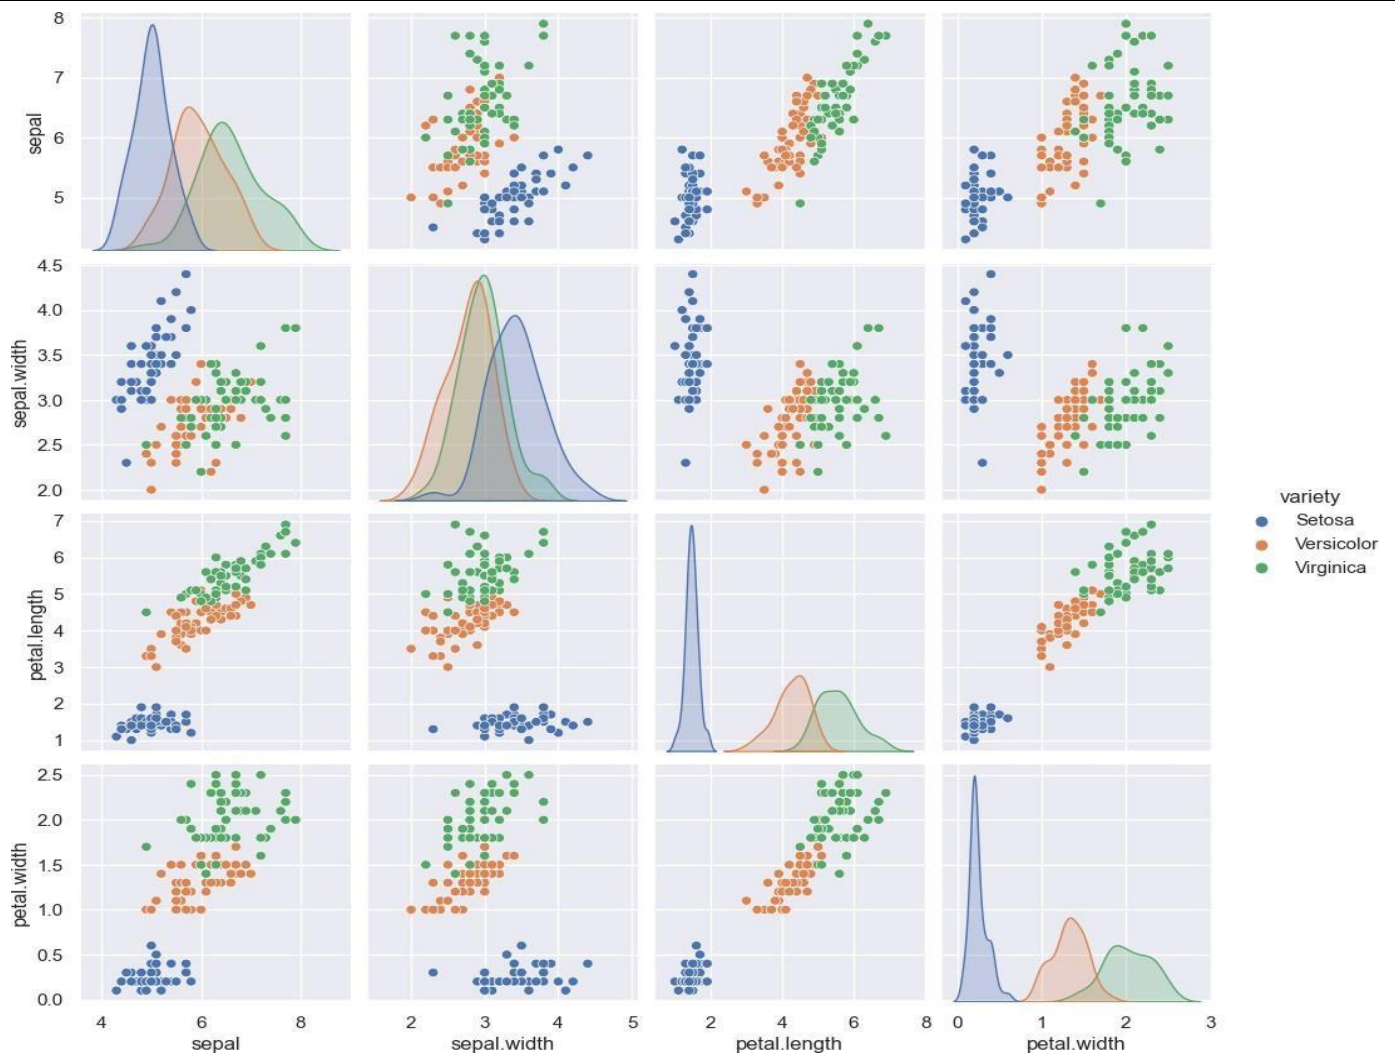 8
7
6
5
sepal
4.5
4.0
3.5
3.0
2.5
2.0
sepal.width
7
6
5
4
3
2
1
petal.length
2.5
2.0
1.5
1.0
0.5
0.0
petal.width
4 6 8
sepal
2 3 4 5
sepal.width
2 4 6 8
petal.length
0 1 2 3
petal.width
variety
Setosa
Versicolor
Virginica